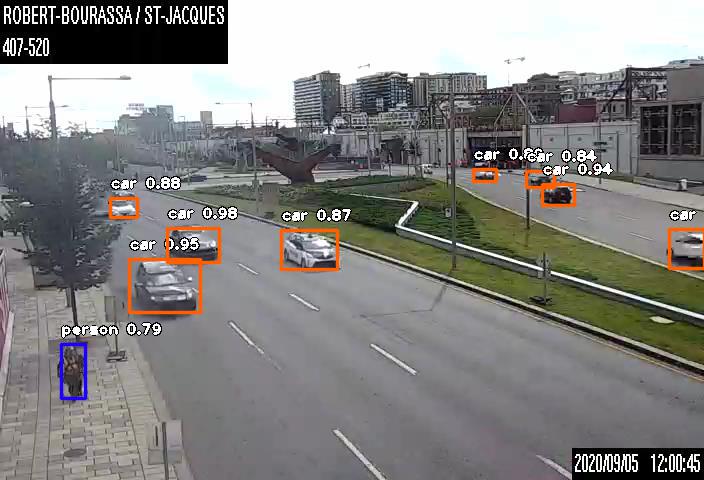 ROBERT-BOURASSA / ST-JACQUES
407-520
car 0.84
car 0.94
car 0.88
car 0.98
car 0.87
car
car 0.95
person 0.79
2020/09/05 12:00:45